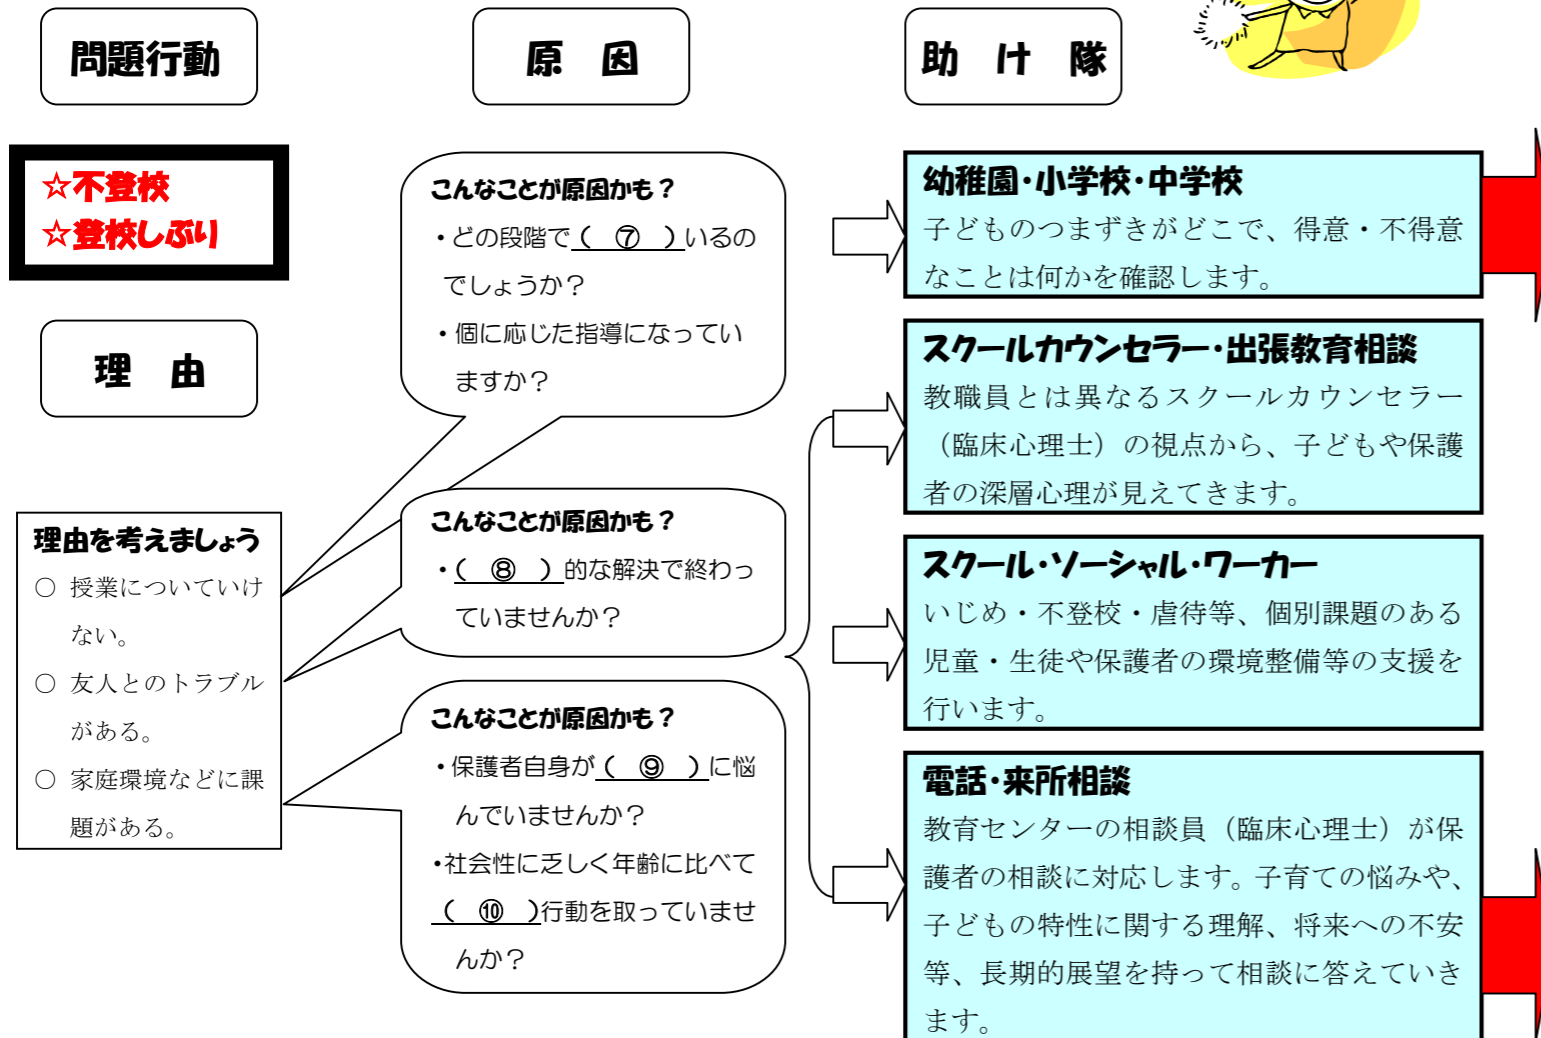 問題行動
原　因
助　け　隊
☆不登校
☆登校しぶり
理　由
理由を考えましょう
○ 授業についていけ
ない。
○ 友人とのトラブル
がある。
○ 家庭環境などに課
題がある。
こんなことが原因かも？
・どの段階で（　⑦　）いるの
でしょうか？
・個に応じた指導になってい
ますか？
こんなことが原因かも？
・（　⑧　）的な解決で終わっ
ていませんか？
こんなことが原因かも？
・保護者自身が（　⑨　）に悩
んでいませんか？
・社会性に乏しく年齢に比べて
（　⑩　）行動を取っていませ
んか？
幼稚園・小学校・中学校
子どものつまずきがどこで、得意・不得意
なことは何かを確認します。
スクールカウンセラー・出張教育相談
教職員とは異なるスクールカウンセラー
（臨床心理士）の視点から、子どもや保護
者の深層心理が見えてきます。
スクール・ソーシャル・ワーカー
いじめ・不登校・虐待等、個別課題のある
児童・生徒や保護者の環境整備等の支援を
行います。
電話・来所相談
教育センターの相談員（臨床心理士）が保
護者の相談に対応します。子育ての悩みや、
子どもの特性に関する理解、将来への不安
等、長期的展望を持って相談に答えていき
ます。